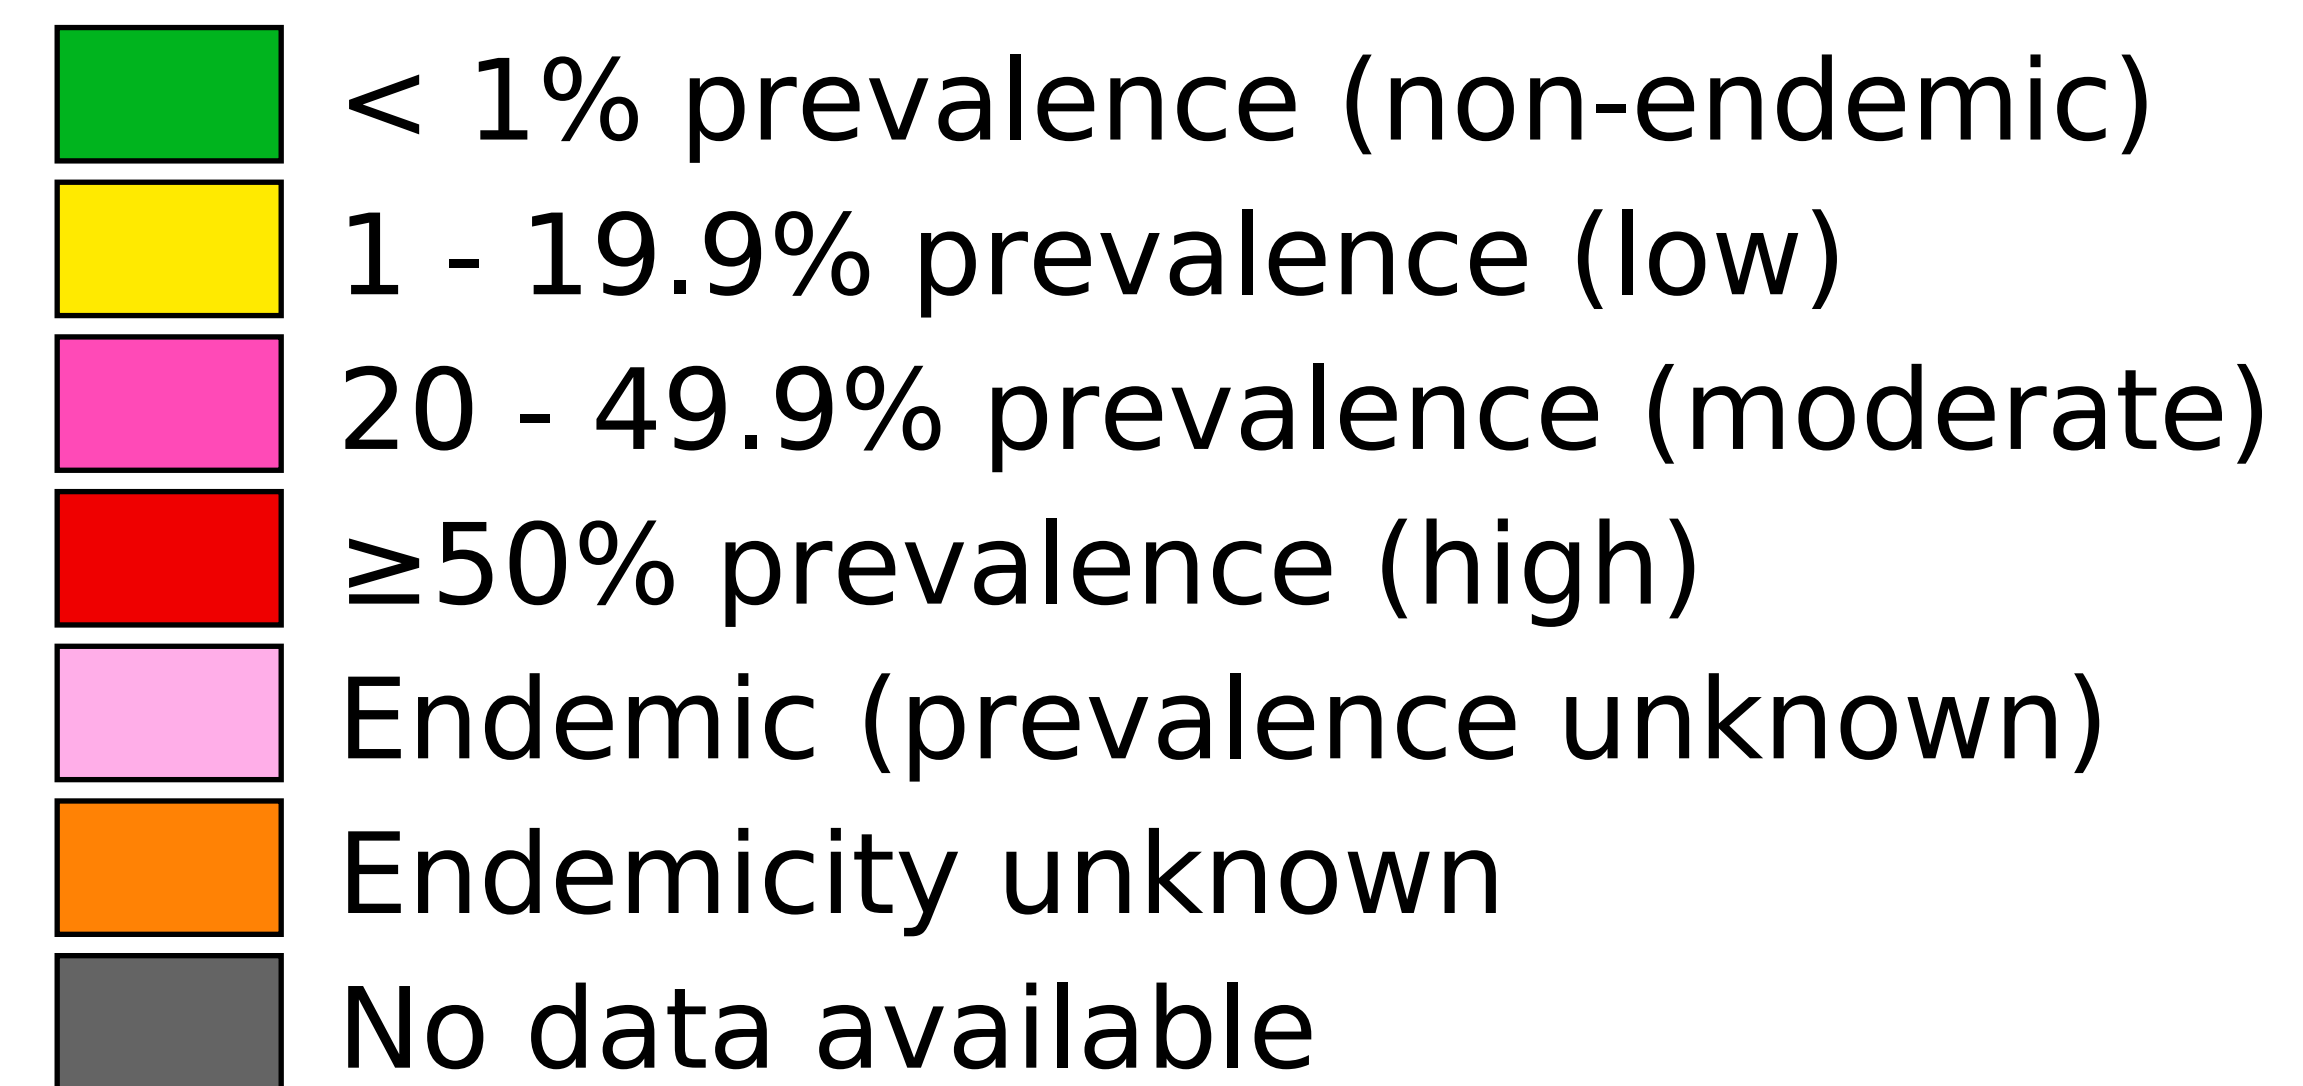 < 1% prevalence (non-endemic)
1 - 19.9% prevalence (low)
20 - 49.9% prevalence (moderate)
≥50% prevalence (high)
Endemic (prevalence unknown)
Endemicity unknown
No data available